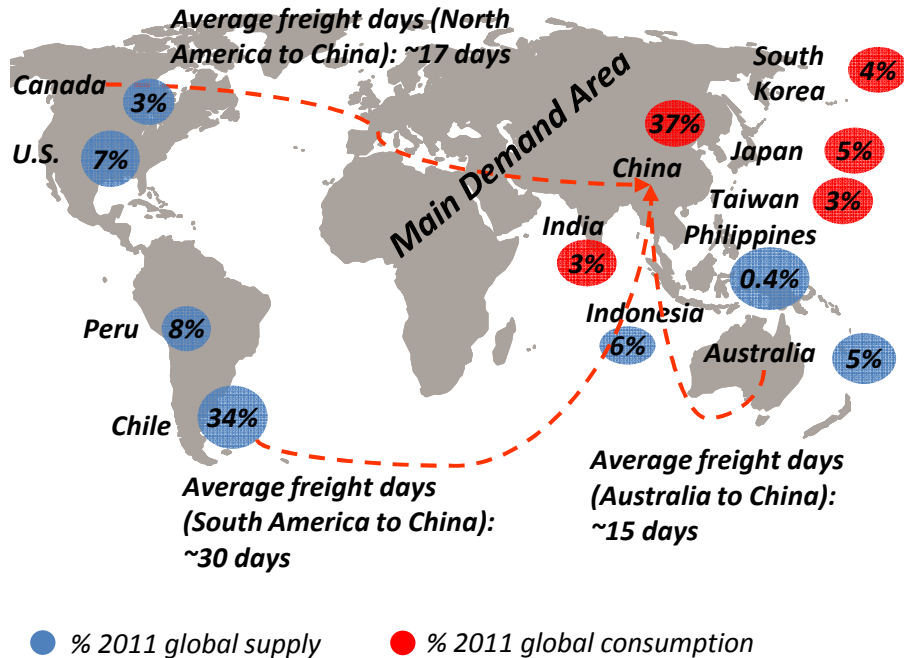 Average freight days (North
America to China): ~17 days
Canada
3%
U.S.
7%
Main Demand Area
South
Korea
4%
37%
China
Japan
5%
Taiwan
3%
India
3%
Philippines
0.4%
Peru
8%
Indonesia
6%
Australia
5%
Chile
34%
Average freight days
(South America to China):
~30 days
Average freight days
(Australia to China):
~15 days
% 2011 global supply
% 2011 global consumption